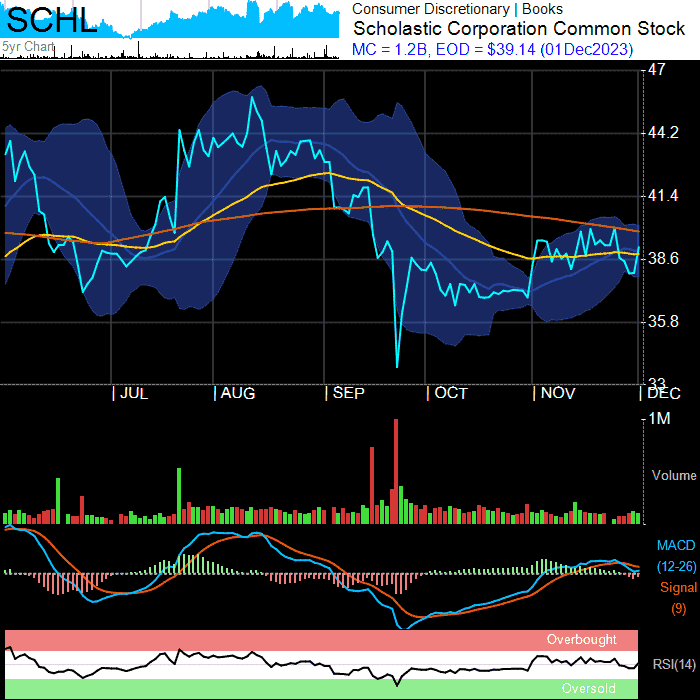 SCHL
5yr Chart
Consumer Discretionary | Books
Scholastic Corporation Common Stock
MC = 1.2B, EOD = $39.14 (01Dec2023)
47
44.2
41.4
38.6
35.8
33
| JUL | AUG | SEP | OCT | NOV | DEC
1M
Volume
MACD
(12-26)
Signal
(9)
Overbought
RSI(14)
Oversold